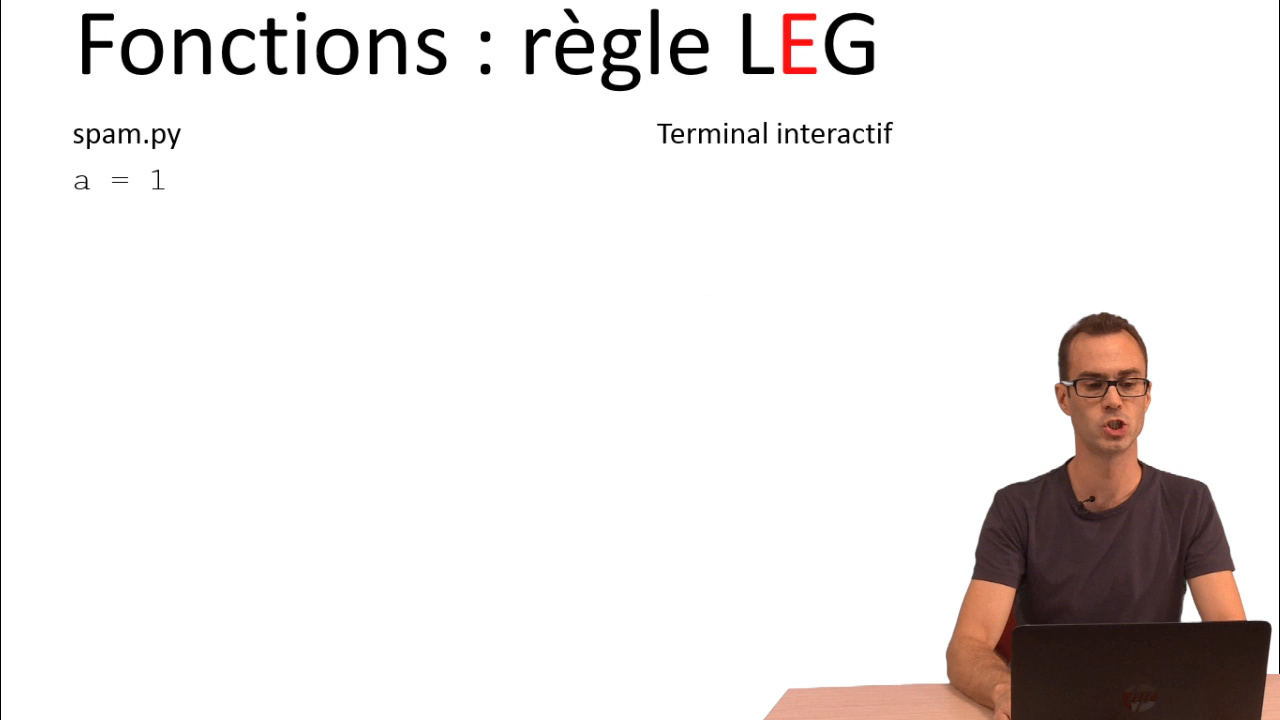 Fonctions : règle LEG
spam.py
Terminal interactif
a = 1